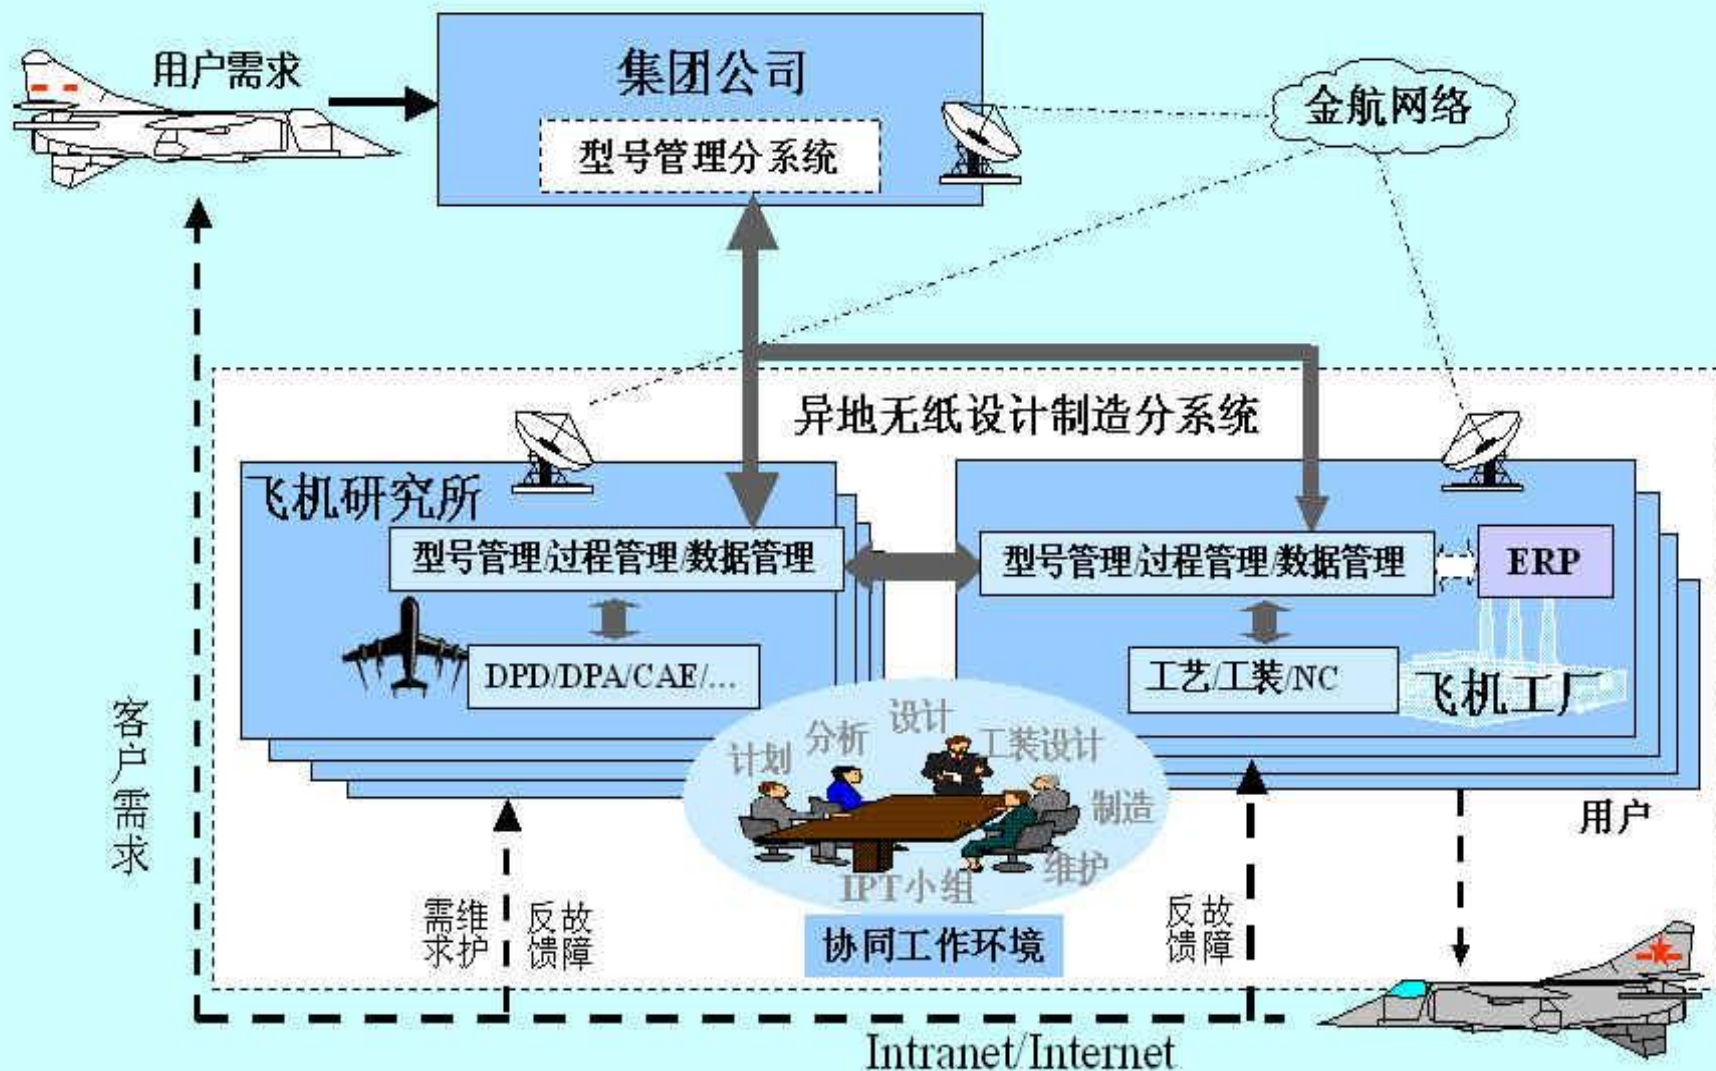 用户需求
集团公司
型号管理分系统
金航网络
异地无纸设计制造分系统
飞机研究所
型号管理/过程管理/数据管理
DPD/DPA/CAE/...
型号管理/过程管理/数据管理
ERP
工艺/工装/NC
飞机工厂
计划
分析
设计
工装设计
制造
维护
IPT小组
协同工作环境
客户需求
需求
维护
反馈
故障
反馈
故障
用户
Intranet/Internet